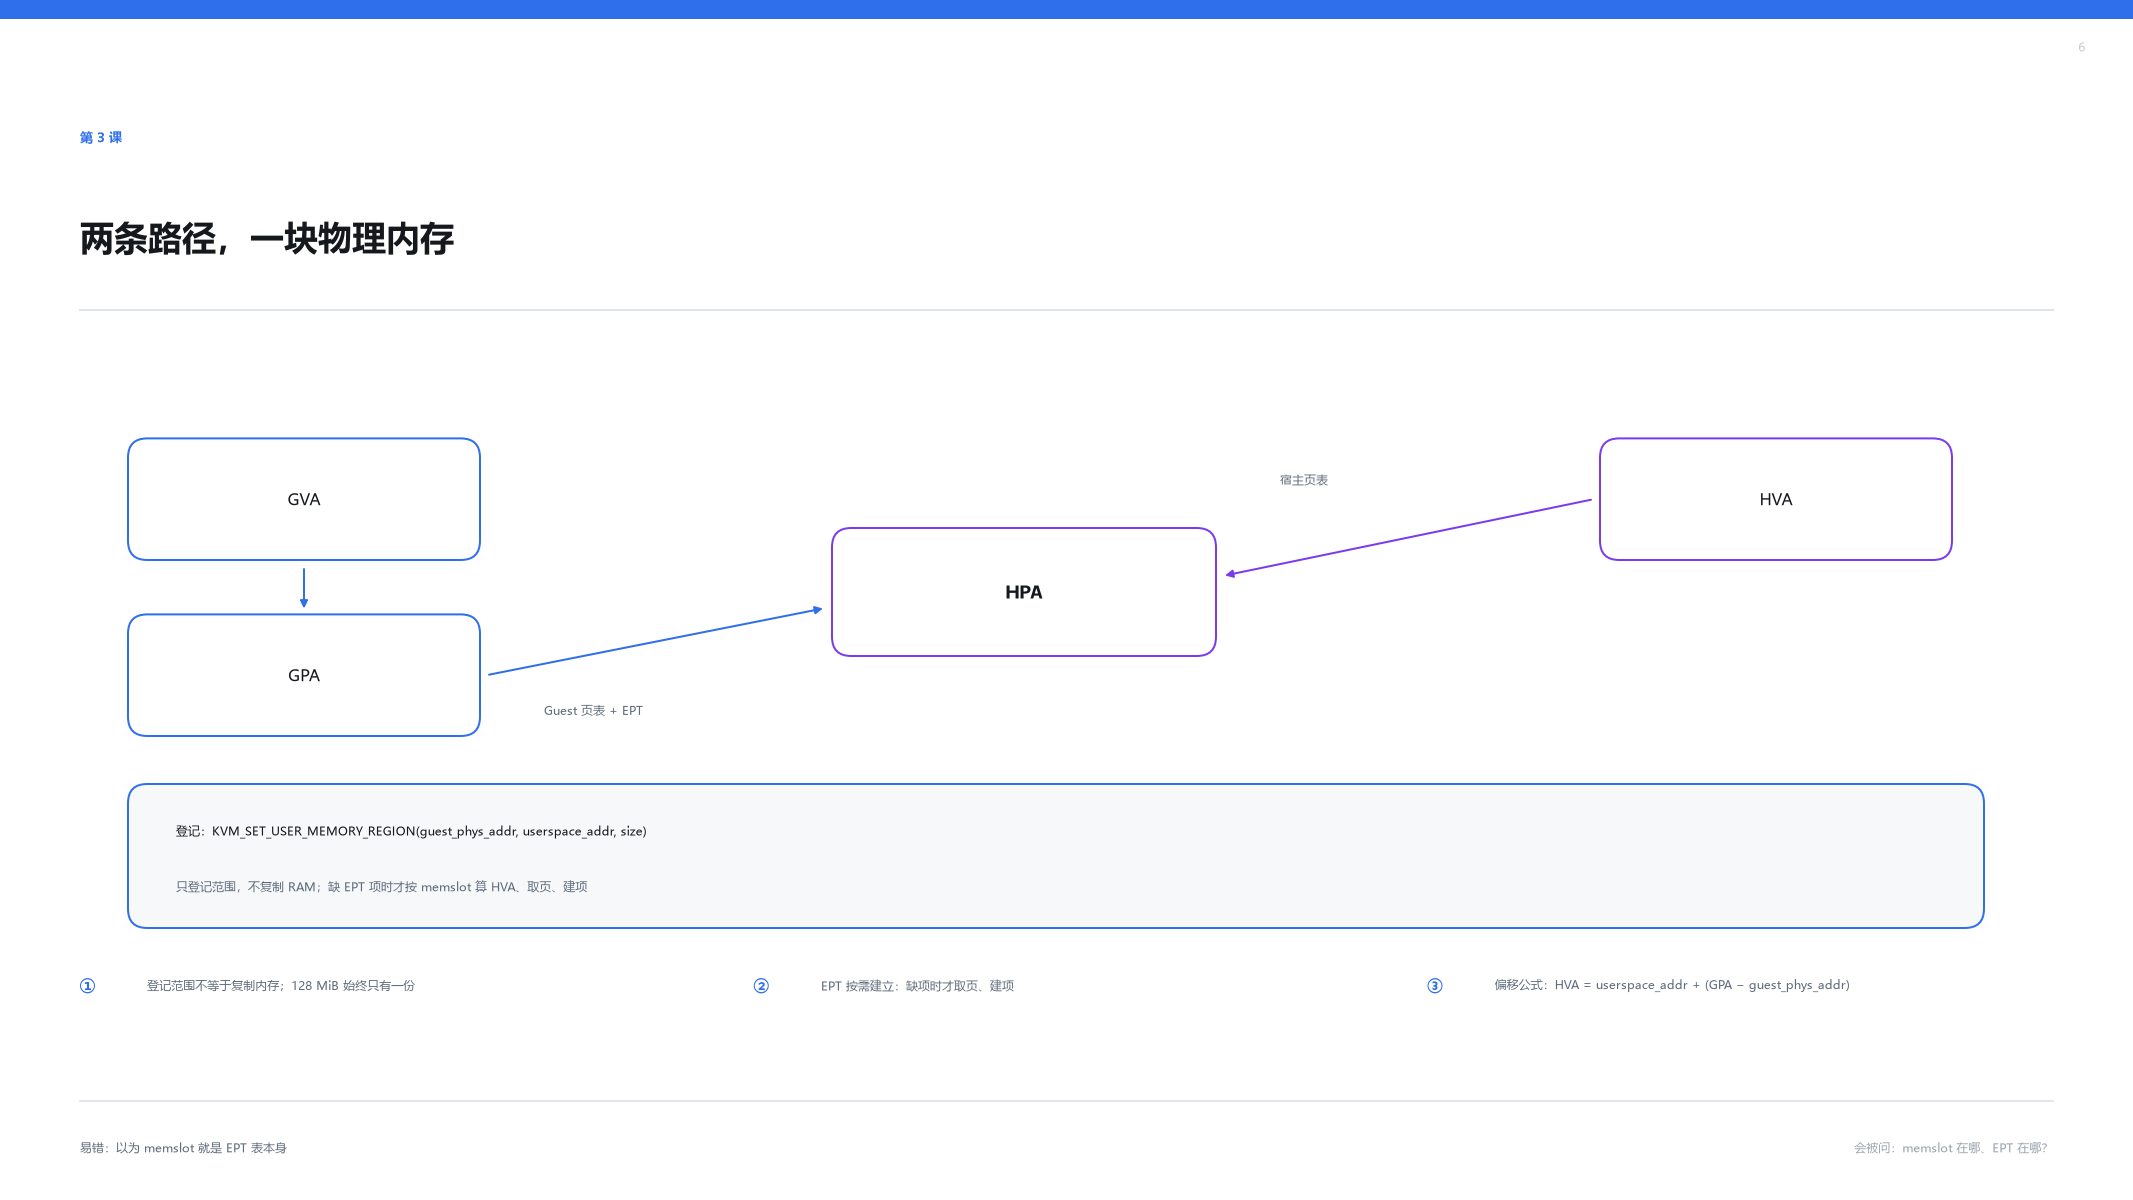 6
第 3 课
两条路径，一块物理内存
GVA
宿主页表
HVA
HPA
GPA
Guest 页表 + EPT
登记：KVM_SET_USER_MEMORY_REGION(guest_phys_addr, userspace_addr, size)
只登记范围，不复制 RAM；缺 EPT 项时才按 memslot 算 HVA、取页、建项
① 登记范围不等于复制内存；128 MiB 始终只有一份
② EPT 按需建立：缺项时才取页、建项
③ 偏移公式：HVA = userspace_addr + (GPA − guest_phys_addr)
易错：以为 memslot 就是 EPT 表本身
会被问：memslot 在哪、EPT 在哪？